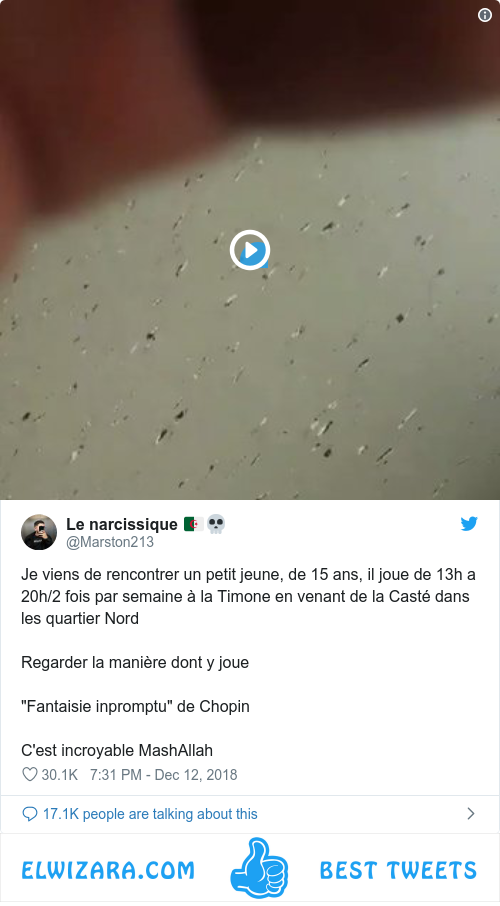 Le narcissique 🇩🇿💀
@Marston213
Je viens de rencontrer un petit jeune, de 15 ans, il joue de 13h a
20h/2 fois par semaine à la Timone en venant de la Casté dans
les quartier Nord
Regarder la manière dont y joue
"Fantaisie inpromptu" de Chopin
C'est incroyable MashAllah
30.1K 7:31 PM - Dec 12, 2018
17.1K people are talking about this
ELWIZARA.COM BEST TWEETS